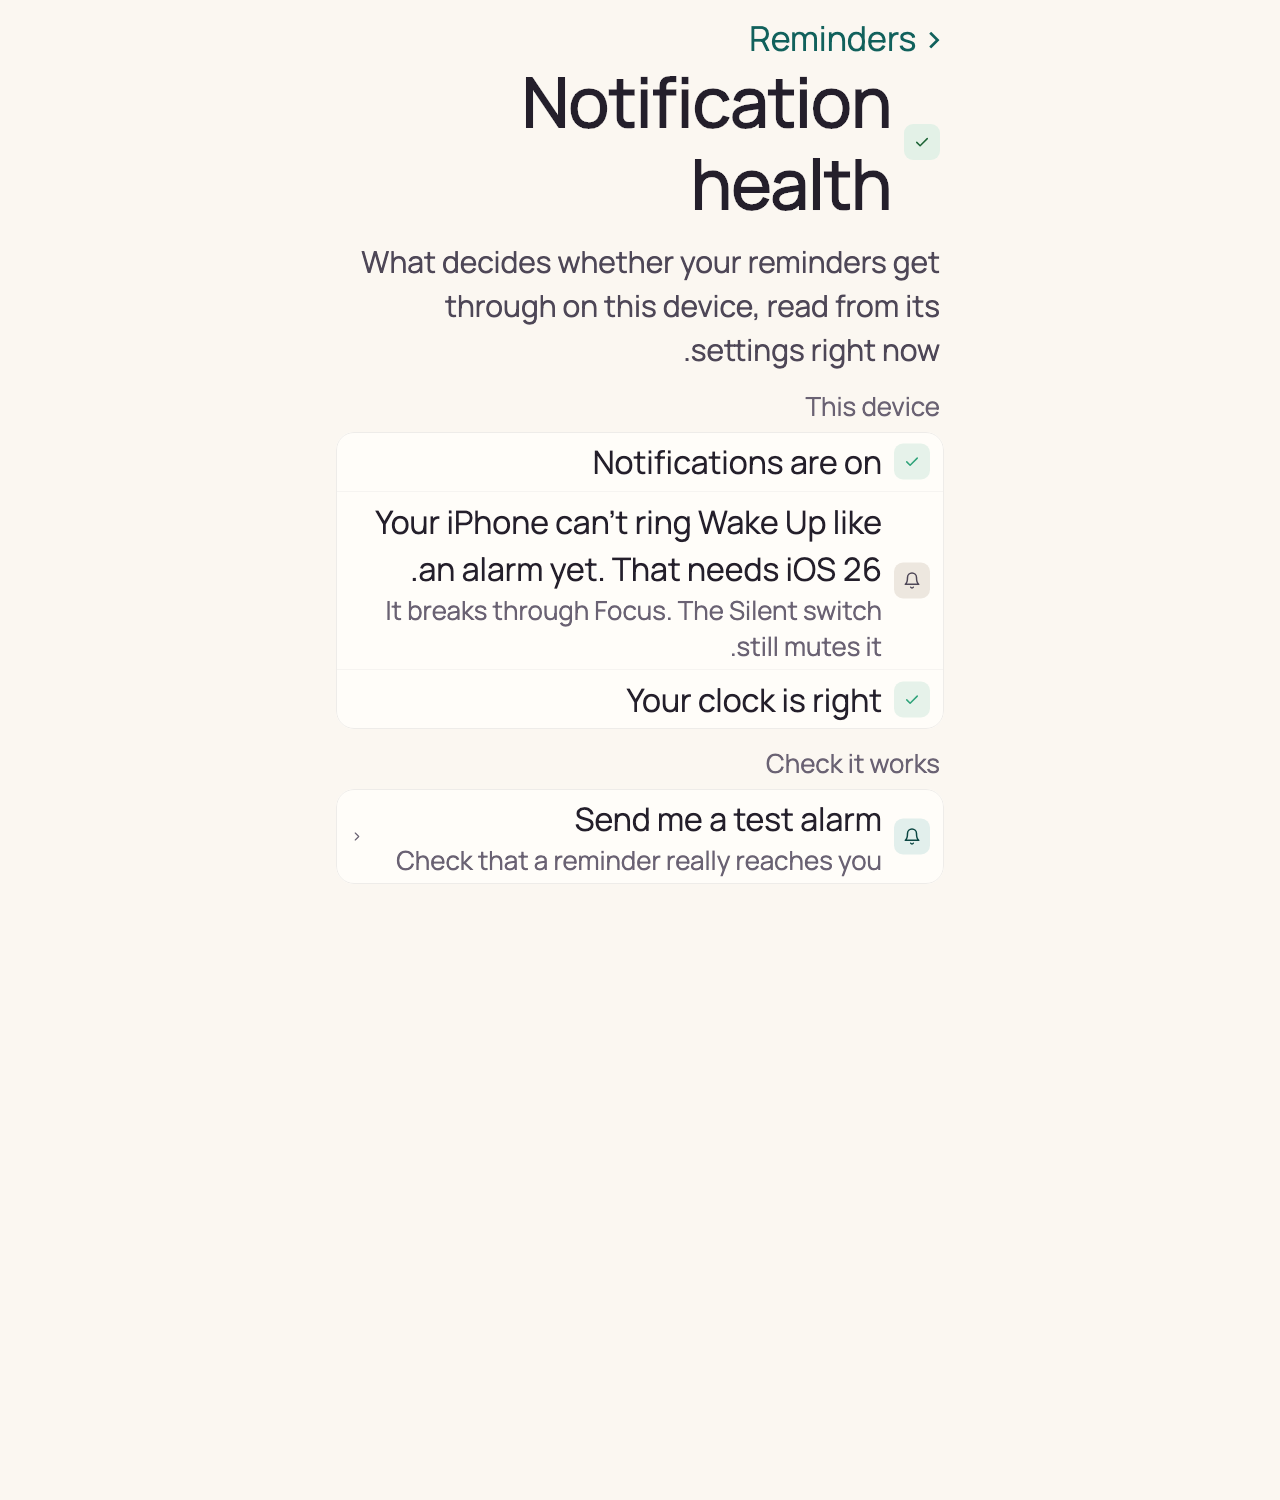 Reminders
Notification
health
What decides whether your reminders get
through on this device, read from its
.settings right now
This device
Notifications are on
Your iPhone can’t ring Wake Up like
.an alarm yet. That needs iOS 26
It breaks through Focus. The Silent switch
.still mutes it
Your clock is right
Check it works
Send me a test alarm
Check that a reminder really reaches you